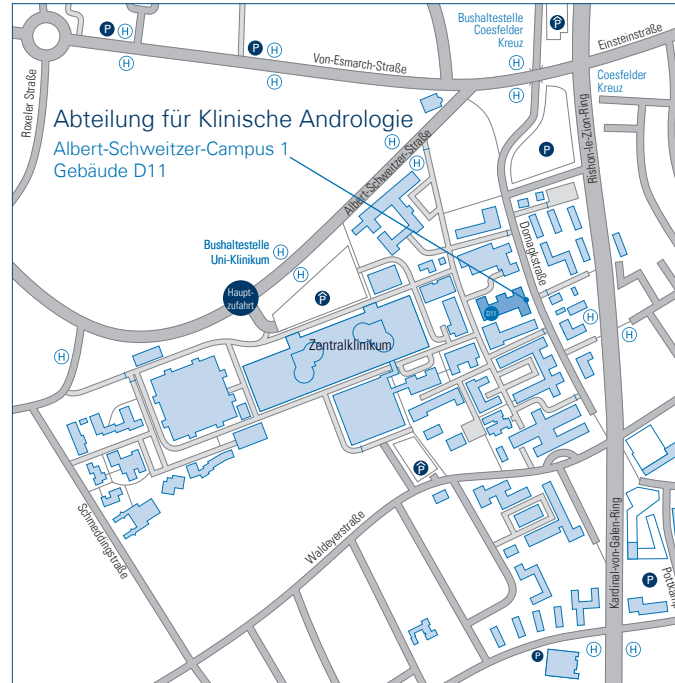 Bushaltestelle
Coesfelder
Kreuz
P
P
H
H
P
H
H
H
H
H
H
Einsteinstraße
Von-Esmarch-Straße
Roxeler Straße
Coesfelder
Kreuz
Abteilung für Klinische Andrologie
Albert-Schweitzer-Campus 1
Gebäude D11
H
H
P
Albert-Schweitzer-Straße
Rishon-le-Zion-Ring
Domagkstraße
Bushaltestelle
Uni-Klinikum
H
H
Haupt-
zufahrt
P
D11
H
H
H
Zentralklinikum
P
Schmeddingstraße
Waldeyerstraße
Kardinal-von-Galen-Ring
Pottkamp
P
P
H
H